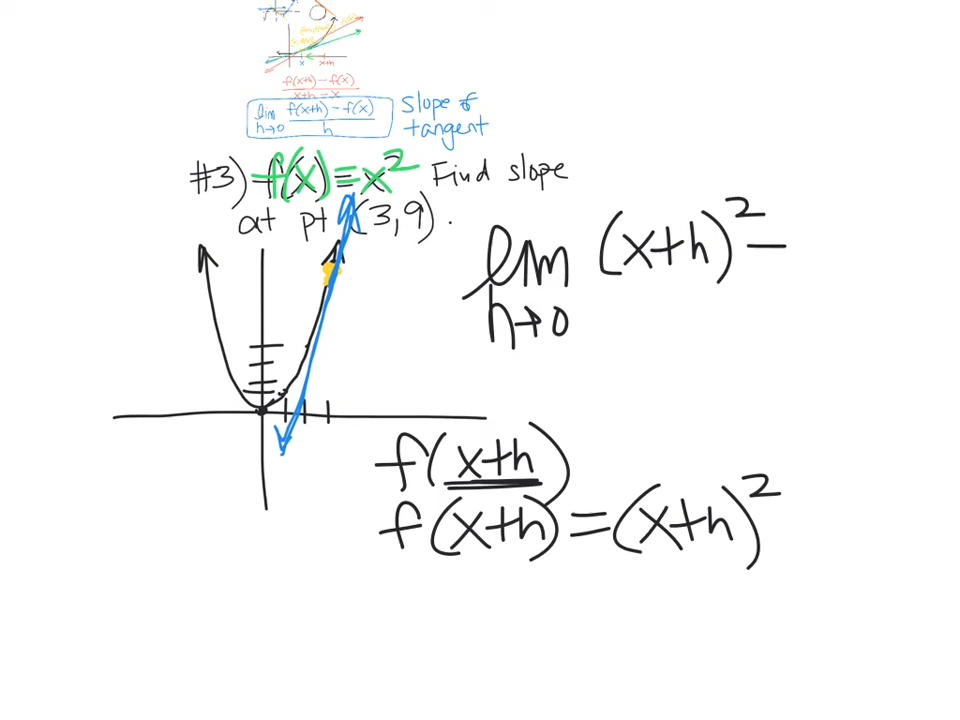 x x+h
f(x+h) - f(x)
x+h - x
lim h→0 f(x+h) - f(x) / h Slope of tangent
#3) f(x) = x² Find slope
at pt (3,9).
lim h→0 (x+h)² −
f(x+h)
f(x+h) = (x+h)²